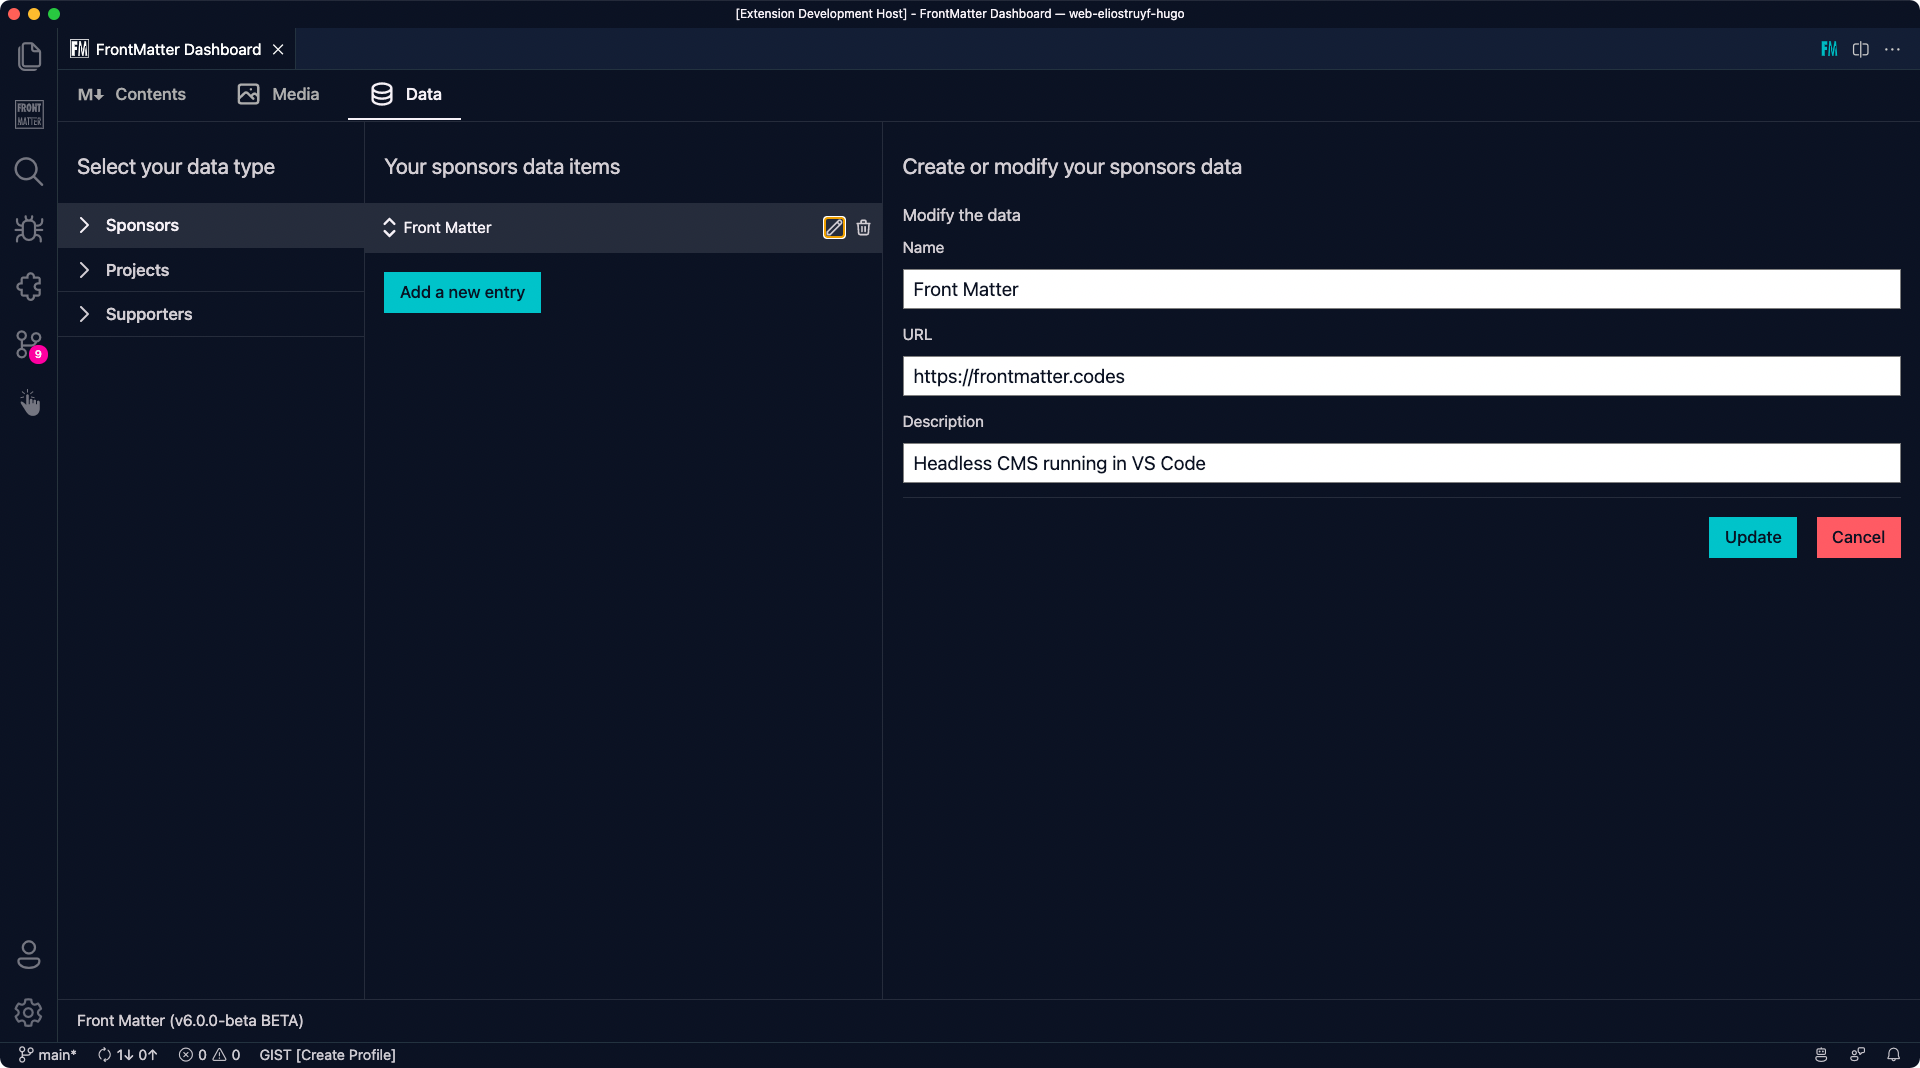 [Extension Development Host] - FrontMatter Dashboard — web-eliostruyf-hugo
FM FrontMatter Dashboard
FM
Contents
Media
Data
FRONT
MATTER
Select your data type
Your sponsors data items
Create or modify your sponsors data
Sponsors
Projects
Supporters
Front Matter
Add a new entry
Modify the data
Name
Front Matter
URL
https://frontmatter.codes
Description
Headless CMS running in VS Code
Update
Cancel
9
Front Matter (v6.0.0-beta BETA)
main* 1↓ 0↑ 0 0 GIST [Create Profile]